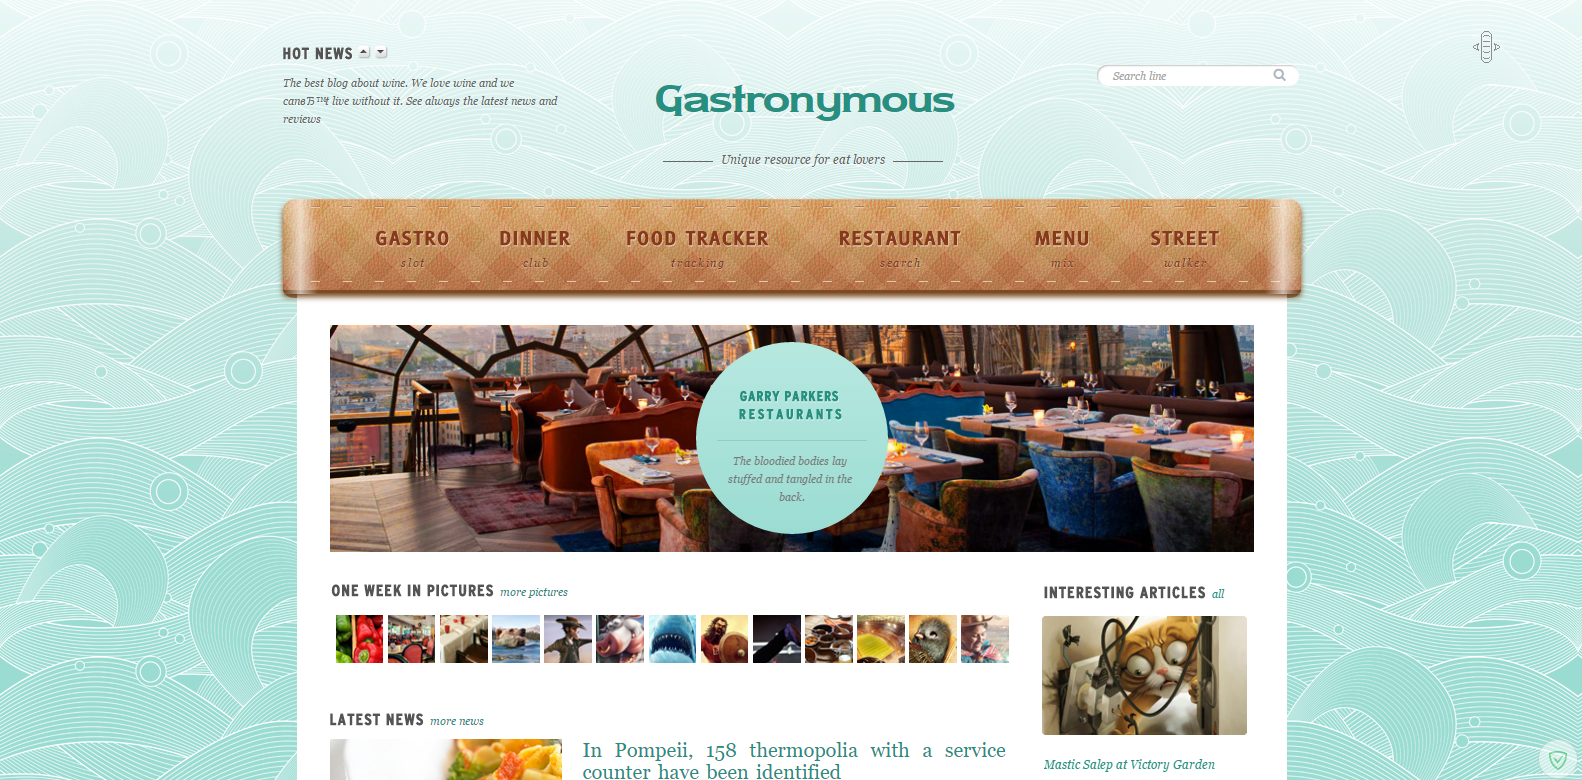 HOT NEWS
The best blog about wine. We love wine and we
canвЂ™t live without it. See always the latest news and
reviews
Gastronymous
Unique resource for eat lovers
Search line
GASTRO
slot
DINNER
club
FOOD TRACKER
tracking
RESTAURANT
search
MENU
mix
STREET
walker
GARRY PARKERS
RESTAURANTS
The bloodied bodies lay
stuffed and tangled in the
back.
ONE WEEK IN PICTURES more pictures
INTERESTING ARTICLES all
LATEST NEWS more news
In Pompeii, 158 thermopolia with a service
counter have been identified
Mastic Salep at Victory Garden